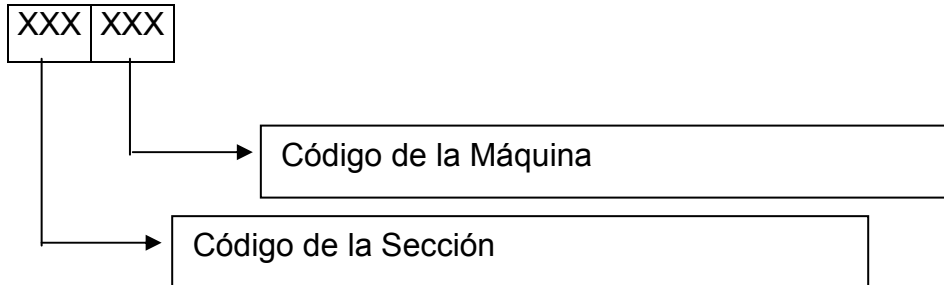 XXX XXX
Código de la Máquina
Código de la Sección